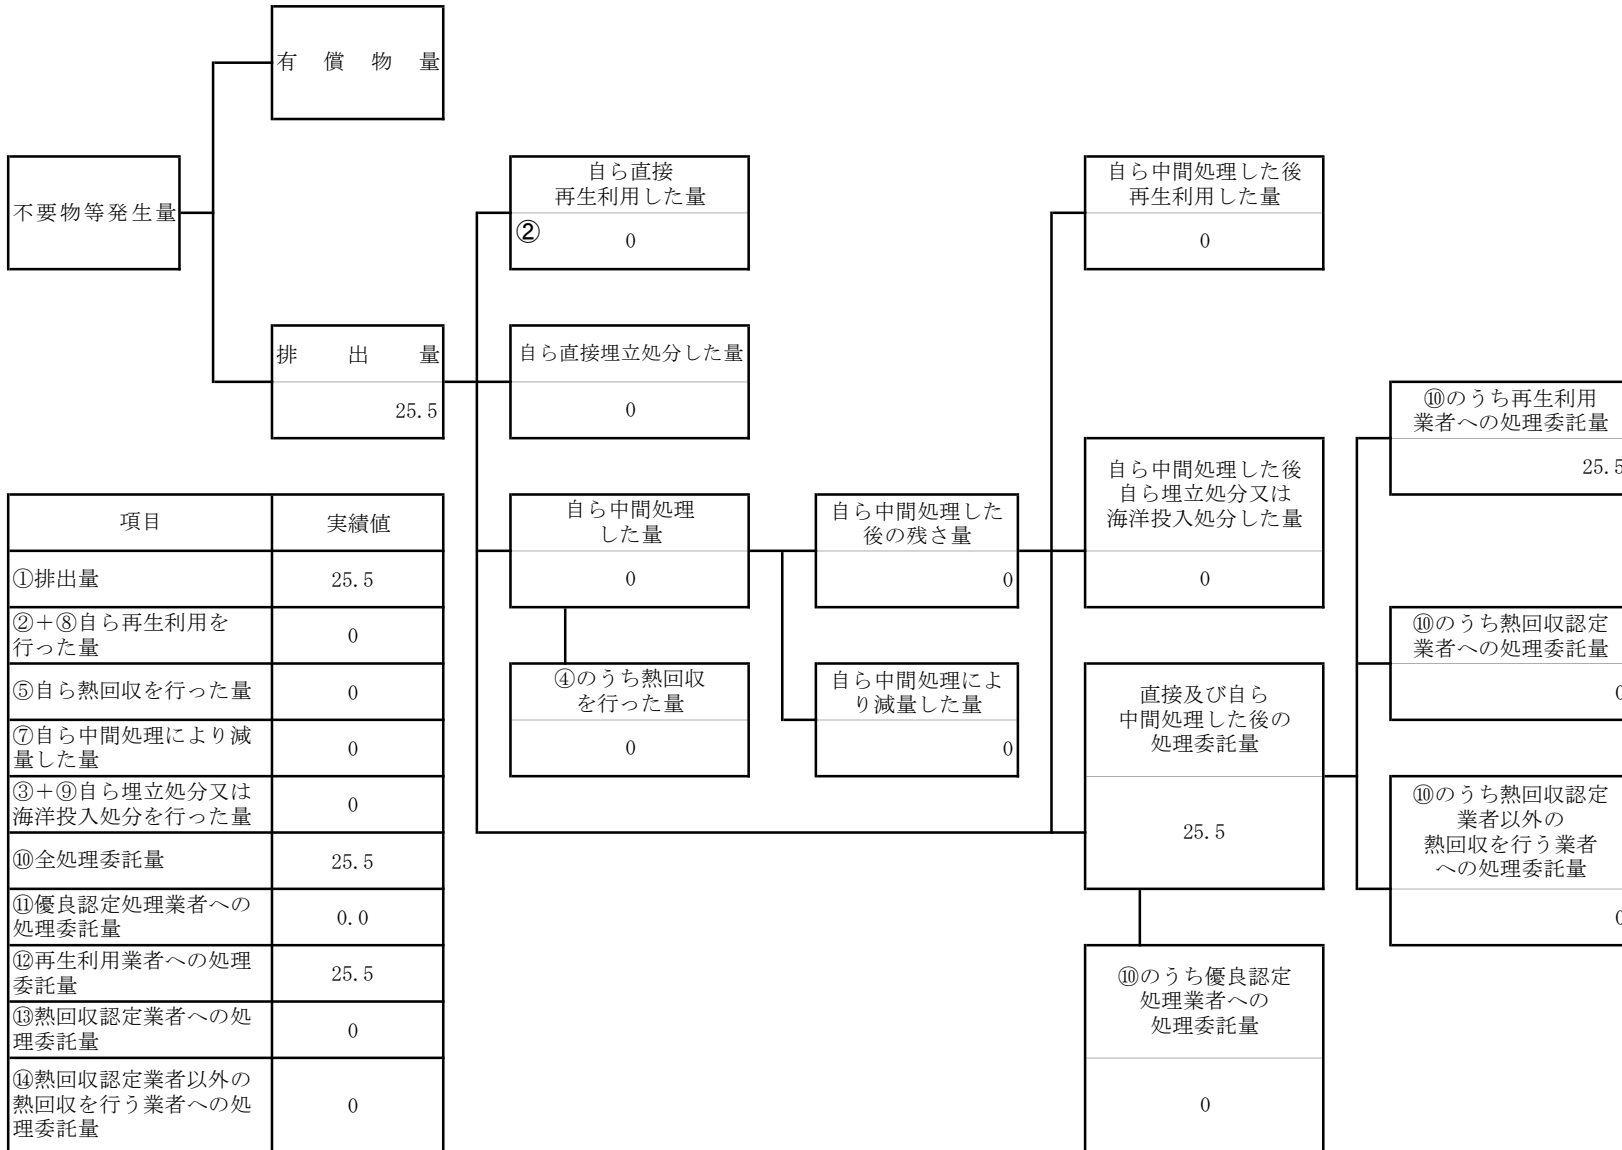 有償物量
不要物等発生量
自ら直接
再生利用した量
②
0
自ら中間処理した後
再生利用した量
0
排出量
25.5
自ら直接埋立処分した量
0
⑩のうち再生利用
業者への処理委託量
25.5
自ら中間処理した後
自ら埋立処分又は
海洋投入処分した量
0
自ら中間処理
した量
0
自ら中間処理した
後の残さ量
0
④のうち熱回収
を行った量
0
自ら中間処理によ
り減量した量
0
直接及び自ら
中間処理した後の
処理委託量
25.5
⑩のうち熱回収認定
業者への処理委託量
0
⑩のうち熱回収認定
業者以外の
熱回収を行う業者
への処理委託量
0
⑩のうち優良認定
処理業者への
処理委託量
0
項目 実績値
①排出量 25.5
②＋⑧自ら再生利用を
行った量 0
⑤自ら熱回収を行った量 0
⑦自ら中間処理により減
量した量 0
③＋⑨自ら埋立処分又は
海洋投入処分を行った量 0
⑩全処理委託量 25.5
⑪優良認定処理業者への
処理委託量 0.0
⑫再生利用業者への処理
委託量 25.5
⑬熱回収認定業者への処
理委託量 0
⑭熱回収認定業者以外の
熱回収を行う業者への処
理委託量 0